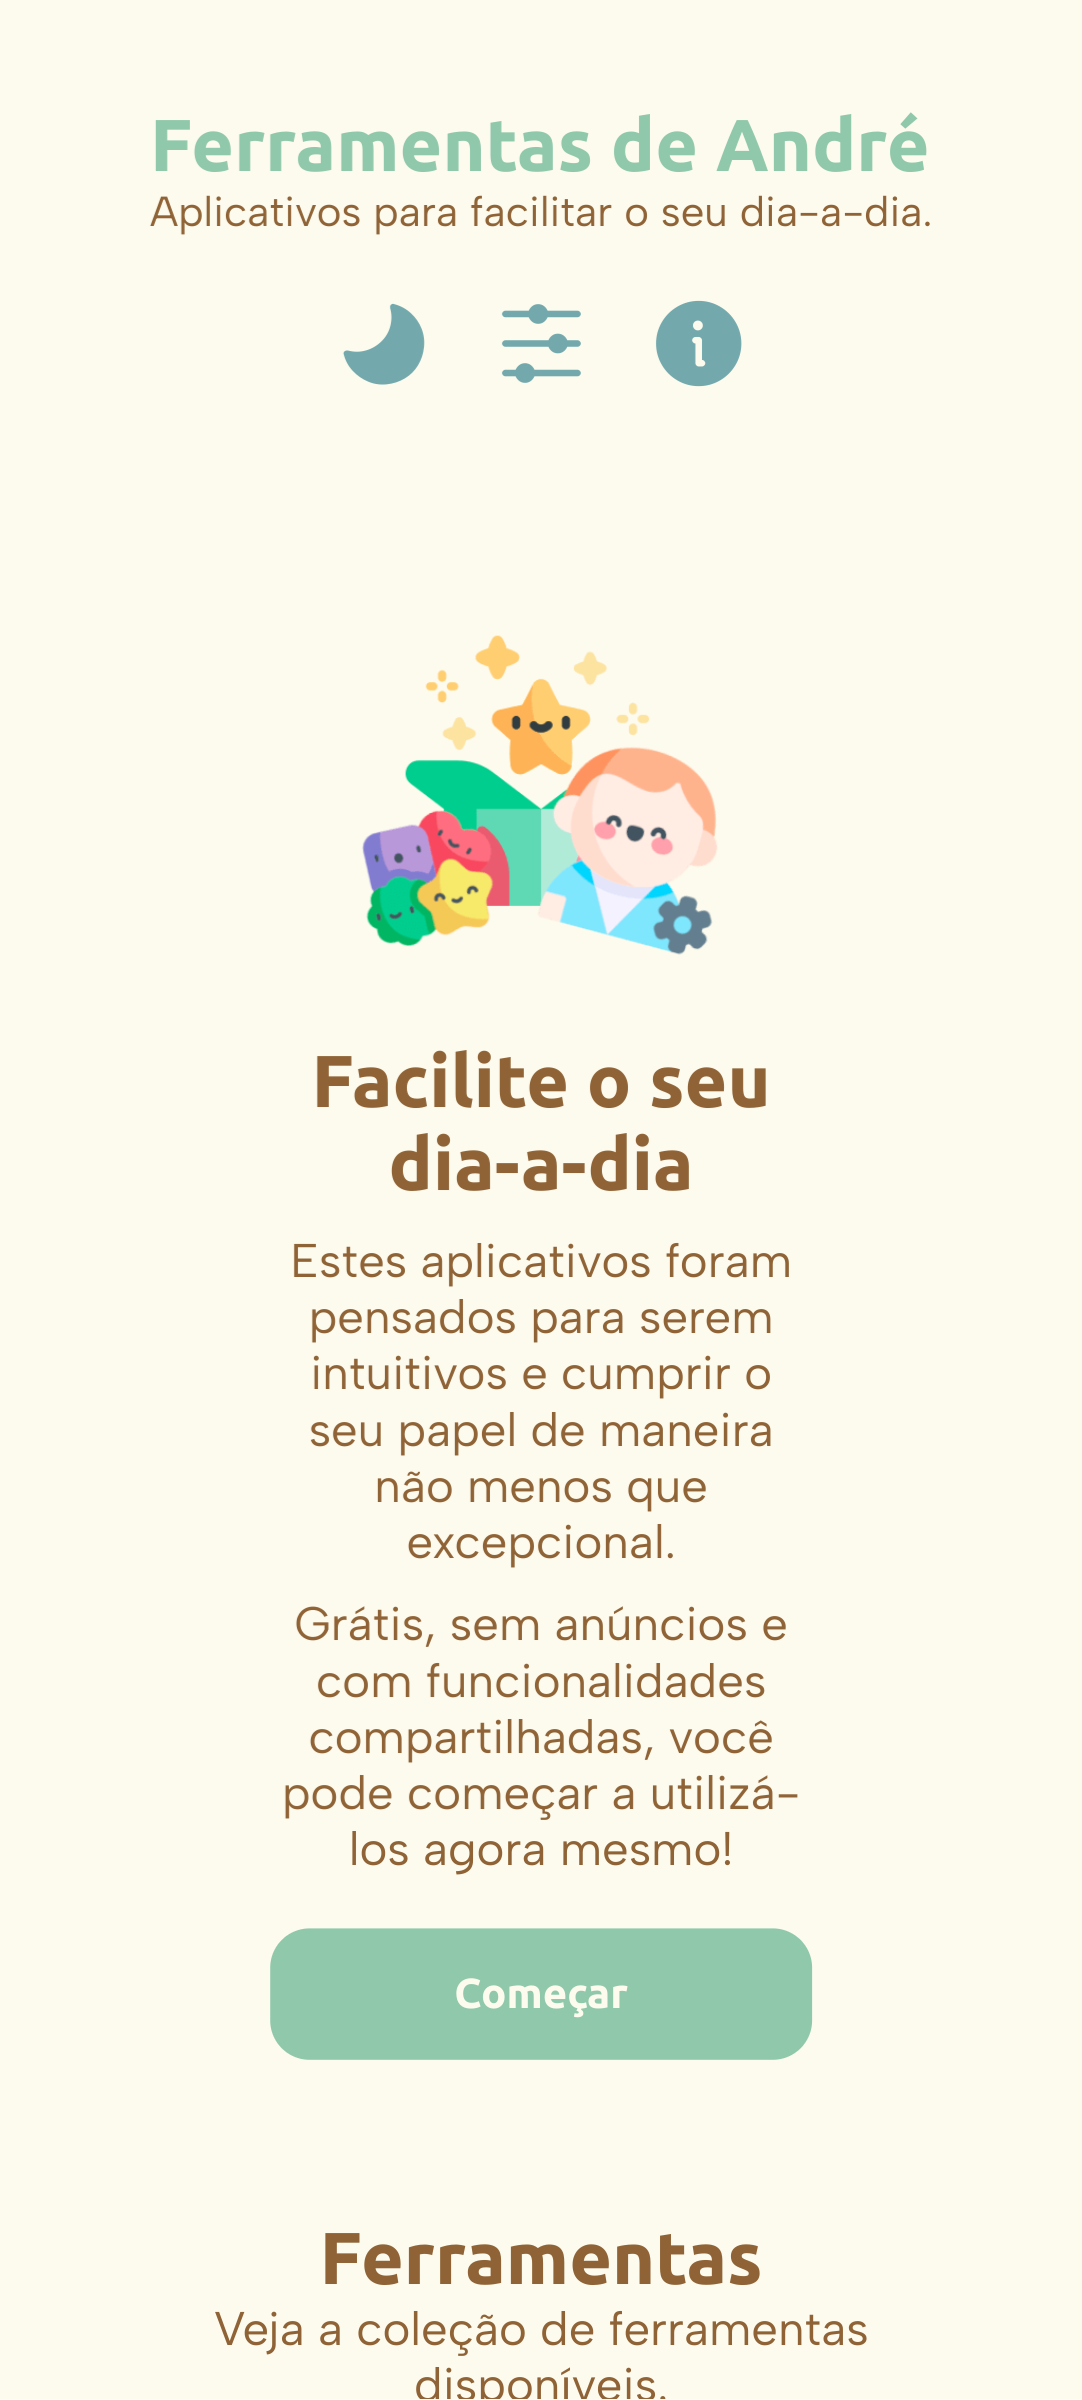 Ferramentas de André
Aplicativos para facilitar o seu dia-a-dia.
Facilite o seu
dia-a-dia
Estes aplicativos foram
pensados para serem
intuitivos e cumprir o
seu papel de maneira
não menos que
excepcional.
Grátis, sem anúncios e
com funcionalidades
compartilhadas, você
pode começar a utilizá-
los agora mesmo!
Começar
Ferramentas
Veja a coleção de ferramentas
disponíveis.